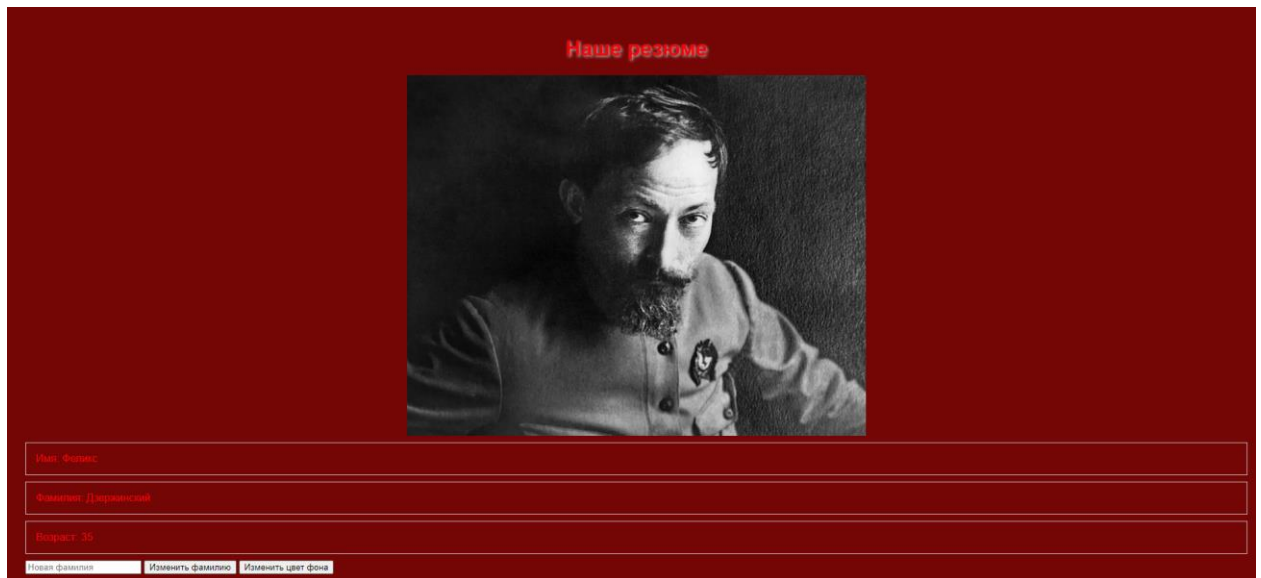 Наше резюме
Имя: Феликс
Фамилия: Дзержинский
Возраст: 35
Новая фамилия Изменить фамилию Изменить цвет фона